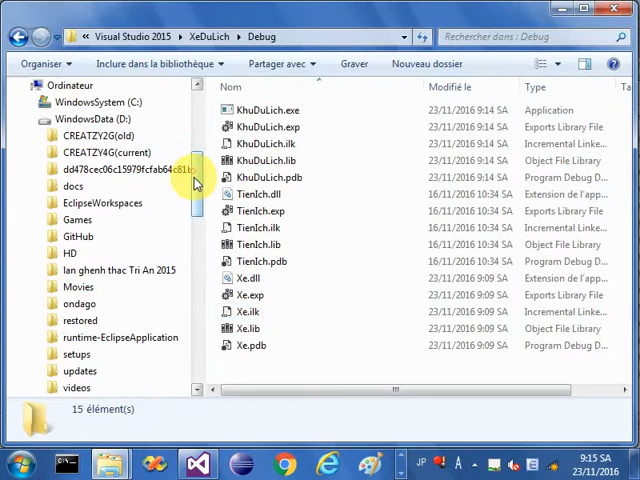 « Visual Studio 2015 ▸ XeDuLich ▸ Debug
Rechercher dans : Debug
Organiser
Inclure dans la bibliothèque
Partager avec
Graver
Nouveau dossier
Ordinateur
WindowsSystem (C:)
WindowsData (D:)
CREATZY2G(old)
CREATZY4G(current)
docs
EclipseWorkspaces
Games
GitHub
HD
lan ghenh thac Tri An 2015
Movies
ondago
restored
runtime-EclipseApplication
setups
updates
videos
Nom Modifié le Type
KhuDuLich.exe 23/11/2016 9:14 SA Application
KhuDuLich.exp 23/11/2016 9:14 SA Exports Library File
KhuDuLich.ilk 23/11/2016 9:14 SA Incremental Linker
KhuDuLich.lib 23/11/2016 9:14 SA Object File Library
KhuDuLich.pdb 23/11/2016 9:14 SA Program Debug D
TienIch.dll 16/11/2016 10:34 SA Extension de l'appl
TienIch.exp 16/11/2016 10:34 SA Exports Library File
TienIch.ilk 16/11/2016 10:34 SA Incremental Linker
TienIch.lib 16/11/2016 10:34 SA Object File Library
TienIch.pdb 16/11/2016 10:34 SA Program Debug D
Xe.dll 23/11/2016 9:09 SA Extension de l'appl
Xe.exp 23/11/2016 9:09 SA Exports Library File
Xe.ilk 23/11/2016 9:09 SA Incremental Linker
Xe.lib 23/11/2016 9:09 SA Object File Library
Xe.pdb 23/11/2016 9:09 SA Program Debug D
15 élément(s)
JP
A
9:15 SA
23/11/2016